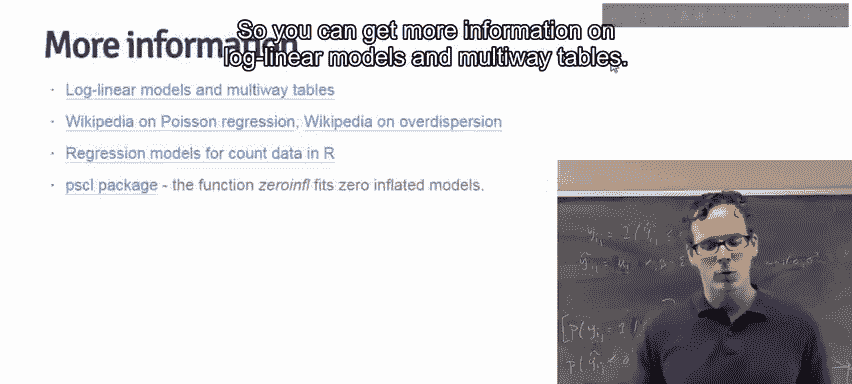 So you can get more information on
log-linear models and multiway tables.
More information
· Log-linear models and multiway tables
· Wikipedia on Poisson regression, Wikipedia on overdispersion
· Regression models for count data in R
· pscl package - the function zeroinfl fits zero inflated models.